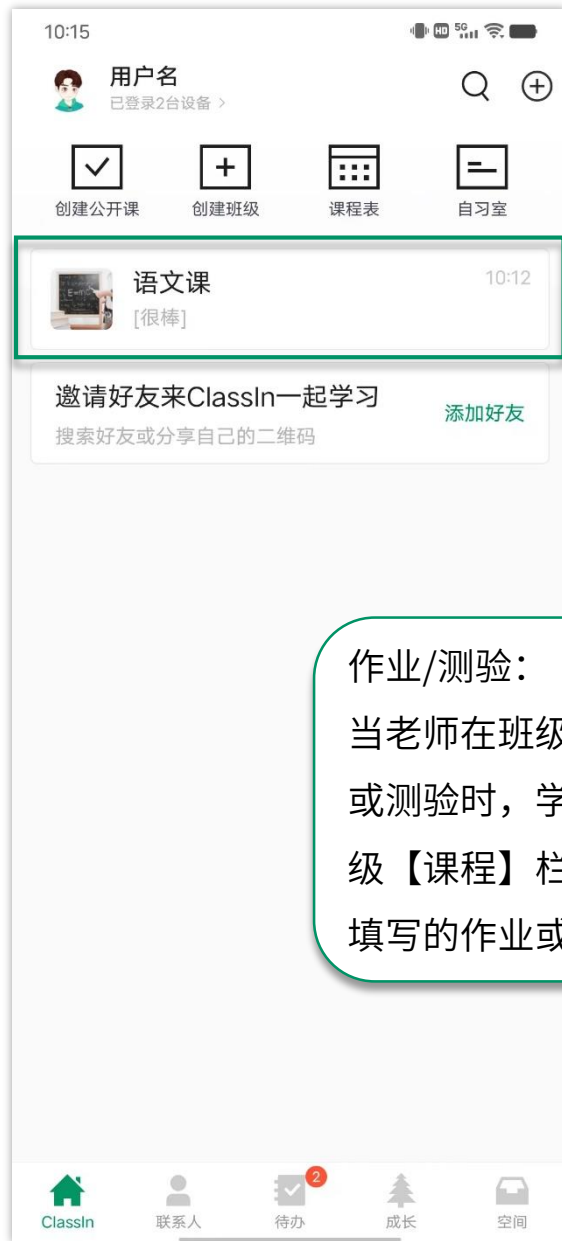 10:15
HD 5G
用户名
已登录2台设备 >
创建公开课 创建班级 课程表 自习室
语文课 10:12
[很棒]
邀请好友来ClassIn一起学习
添加好友
搜索好友或分享自己的二维码
作业/测验：
当老师在班级
或测验时，学
级【课程】栏
填写的作业或
2
ClassIn 联系人 待办 成长 空间